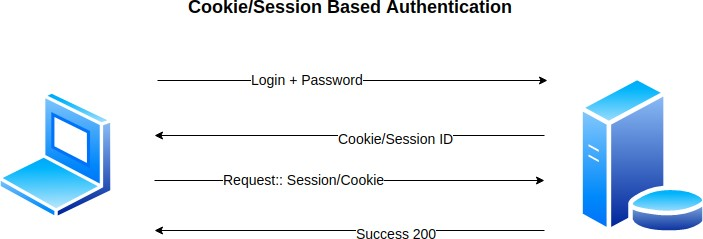 Cookie/Session Based Authentication
Login + Password
Cookie/Session ID
Request:: Session/Cookie
Success 200